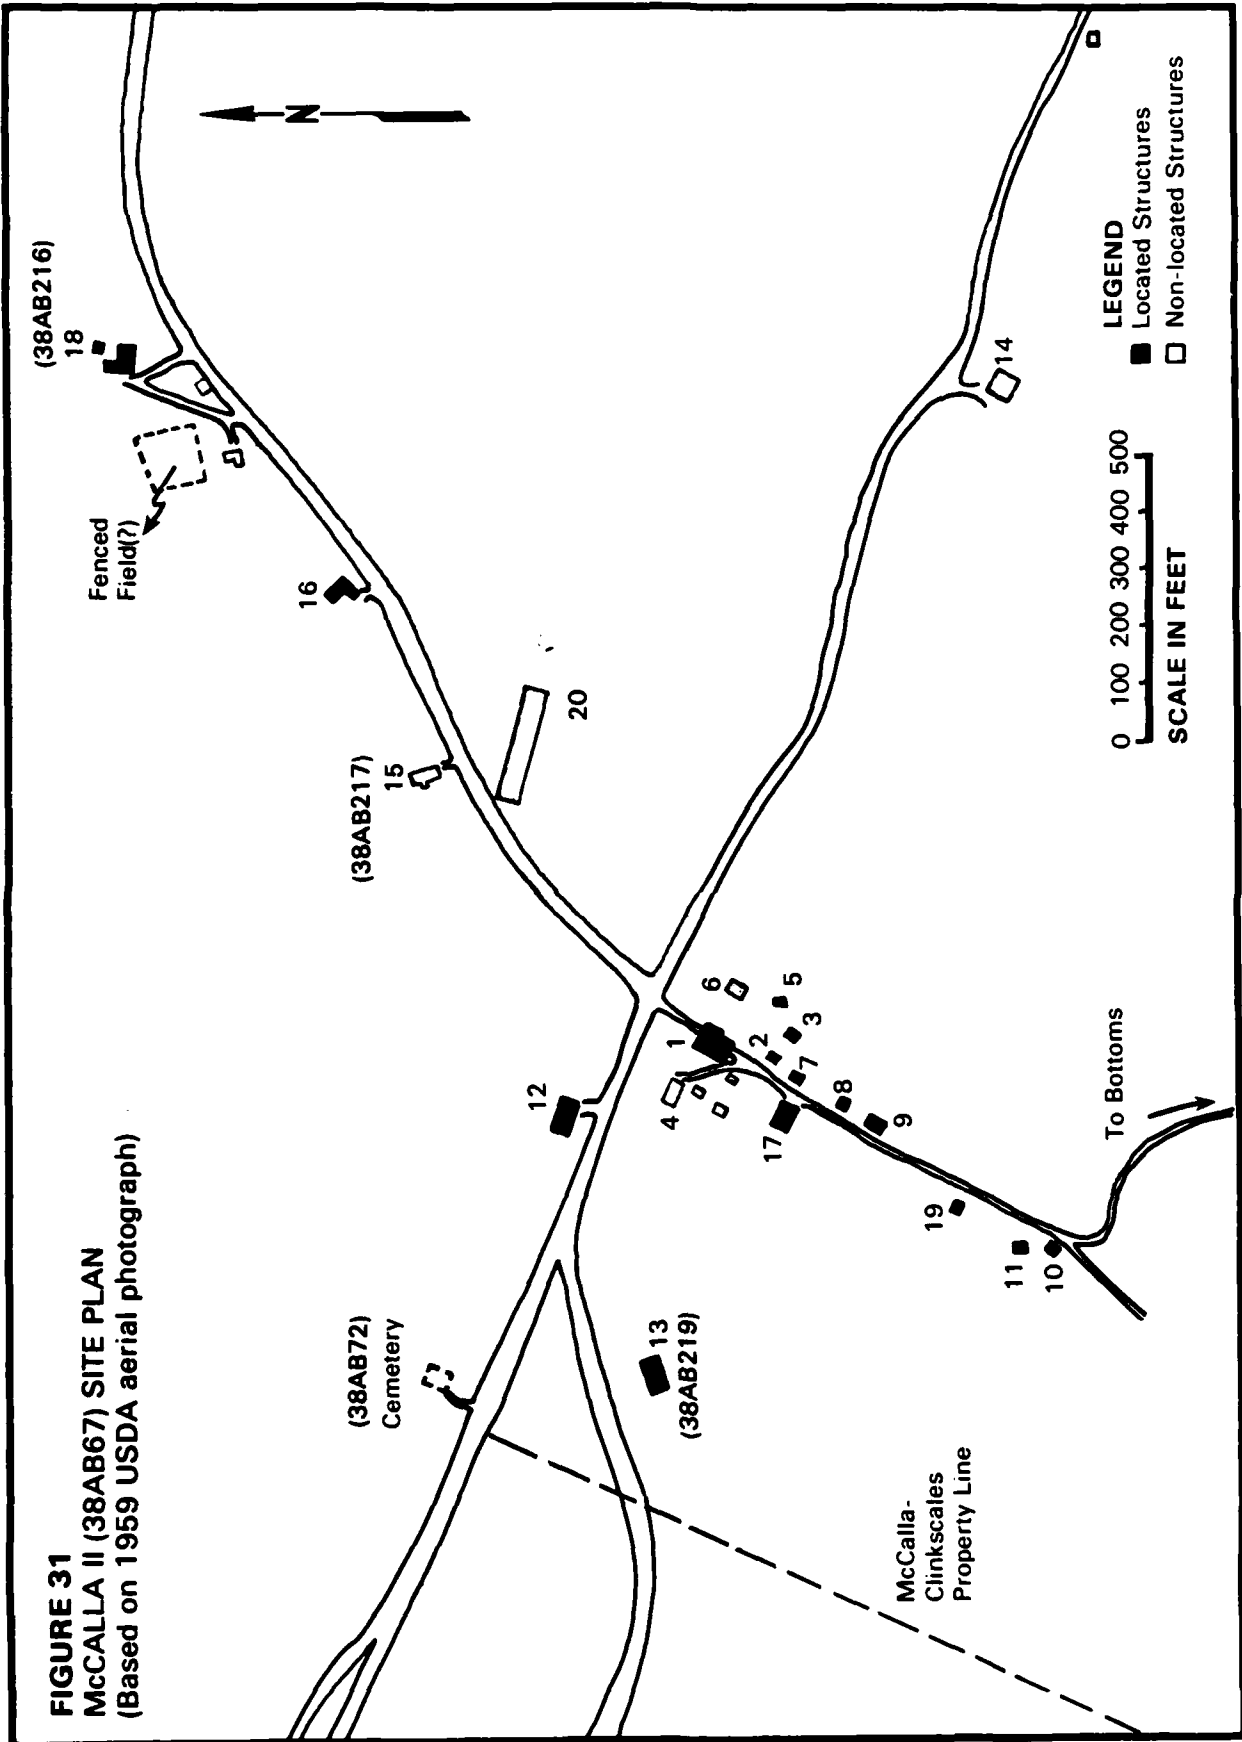 FIGURE 31
McCALLA II (38AB67) SITE PLAN
(Based on 1959 USDA aerial photograph)
N
(38AB216)
18
Fenced
Field(?)
16
20
(38AB217)
15
14
12
(38AB72)
Cemetery
13
(38AB219)
1
2
3
4
5
6
7
8
9
17
19
11
10
To Bottoms
McCalla-
Clinkscales
Property Line
LEGEND
Located Structures
Non-located Structures
0 100 200 300 400 500
SCALE IN FEET